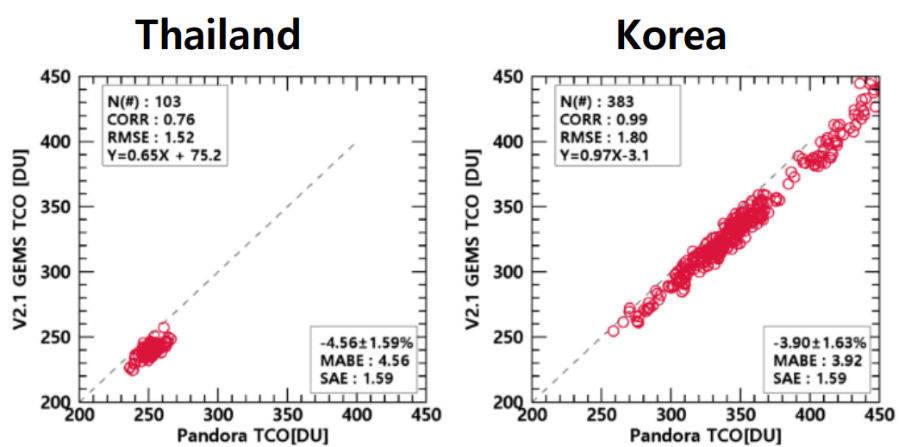 Thailand
450
400
350
300
250
200
V2.1 GEMS TCO [DU]
N(#) : 103
CORR : 0.76
RMSE : 1.52
Y=0.65X + 75.2
-4.56±1.59%
MABE : 4.56
SAE : 1.59
200 250 300 350 400 450
Pandora TCO[DU]
Korea
450
400
350
300
250
200
V2.1 GEMS TCO [DU]
N(#) : 383
CORR : 0.99
RMSE : 1.80
Y=0.97X-3.1
-3.90±1.63%
MABE : 3.92
SAE : 1.59
200 250 300 350 400 450
Pandora TCO[DU]